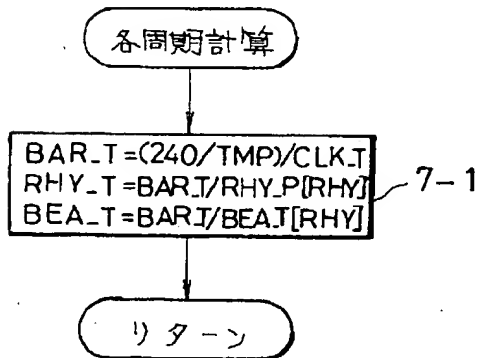 各周期計算
BAR_T=(240/TMP)/CLK_T
RHY_T=BAR_T/RHY_P[RHY]
BEA_T=BAR_T/BEA_T[RHY]
7-1
リターン